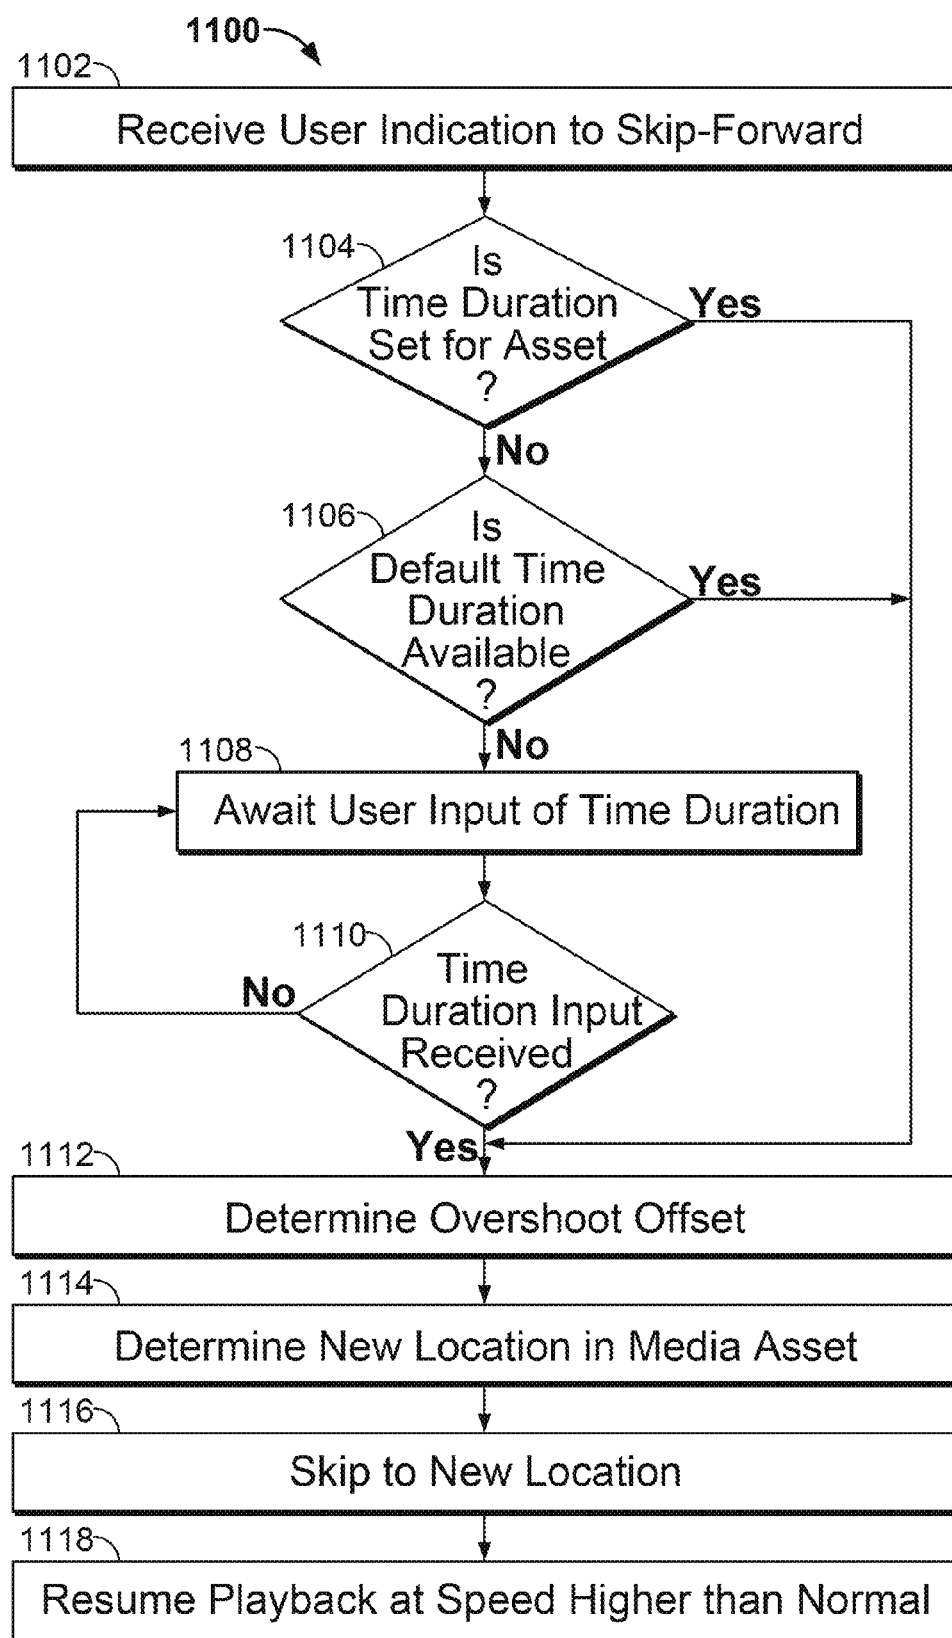 1100
1102
Receive User Indication to Skip-Forward
1104
Is
Time Duration
Set for Asset
?
Yes
No
1106
Is
Default Time
Duration
Available
?
Yes
No
1108
Await User Input of Time Duration
1110
Time
Duration Input
Received
?
No
Yes
1112
Determine Overshoot Offset
1114
Determine New Location in Media Asset
1116
Skip to New Location
1118
Resume Playback at Speed Higher than Normal